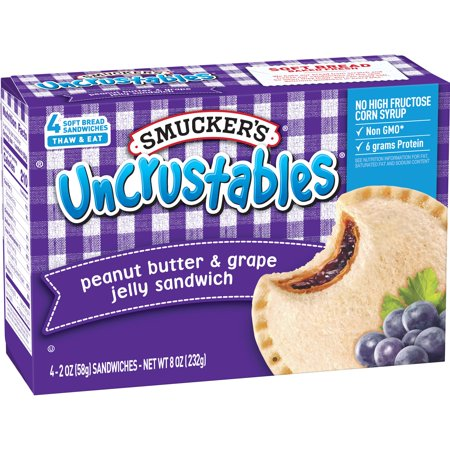 SOFT BREAD
4 SOFT BREAD
SANDWICHES
THAW & EAT
SMUCKER'S®
Uncrustables®
peanut butter & grape
jelly sandwich
NO HIGH FRUCTOSE
CORN SYRUP
✓ Non GMO*
✓ 6 grams Protein
SEE NUTRITION INFORMATION FOR FAT,
SATURATED FAT AND SODIUM CONTENT
4-2 OZ (58g) SANDWICHES - NET WT 8 OZ (232g)